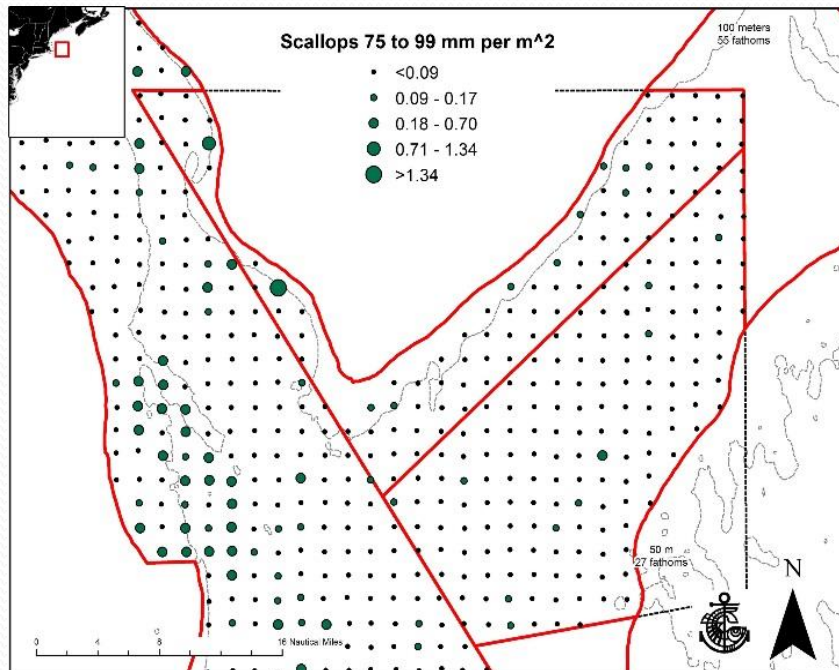 Scallops 75 to 99 mm per m^2
<0.09
0.09 - 0.17
0.18 - 0.70
0.71 - 1.34
>1.34
100 meters
55 fathoms
50 m
27 fathoms
N
0 4 8 16 Nautical Miles